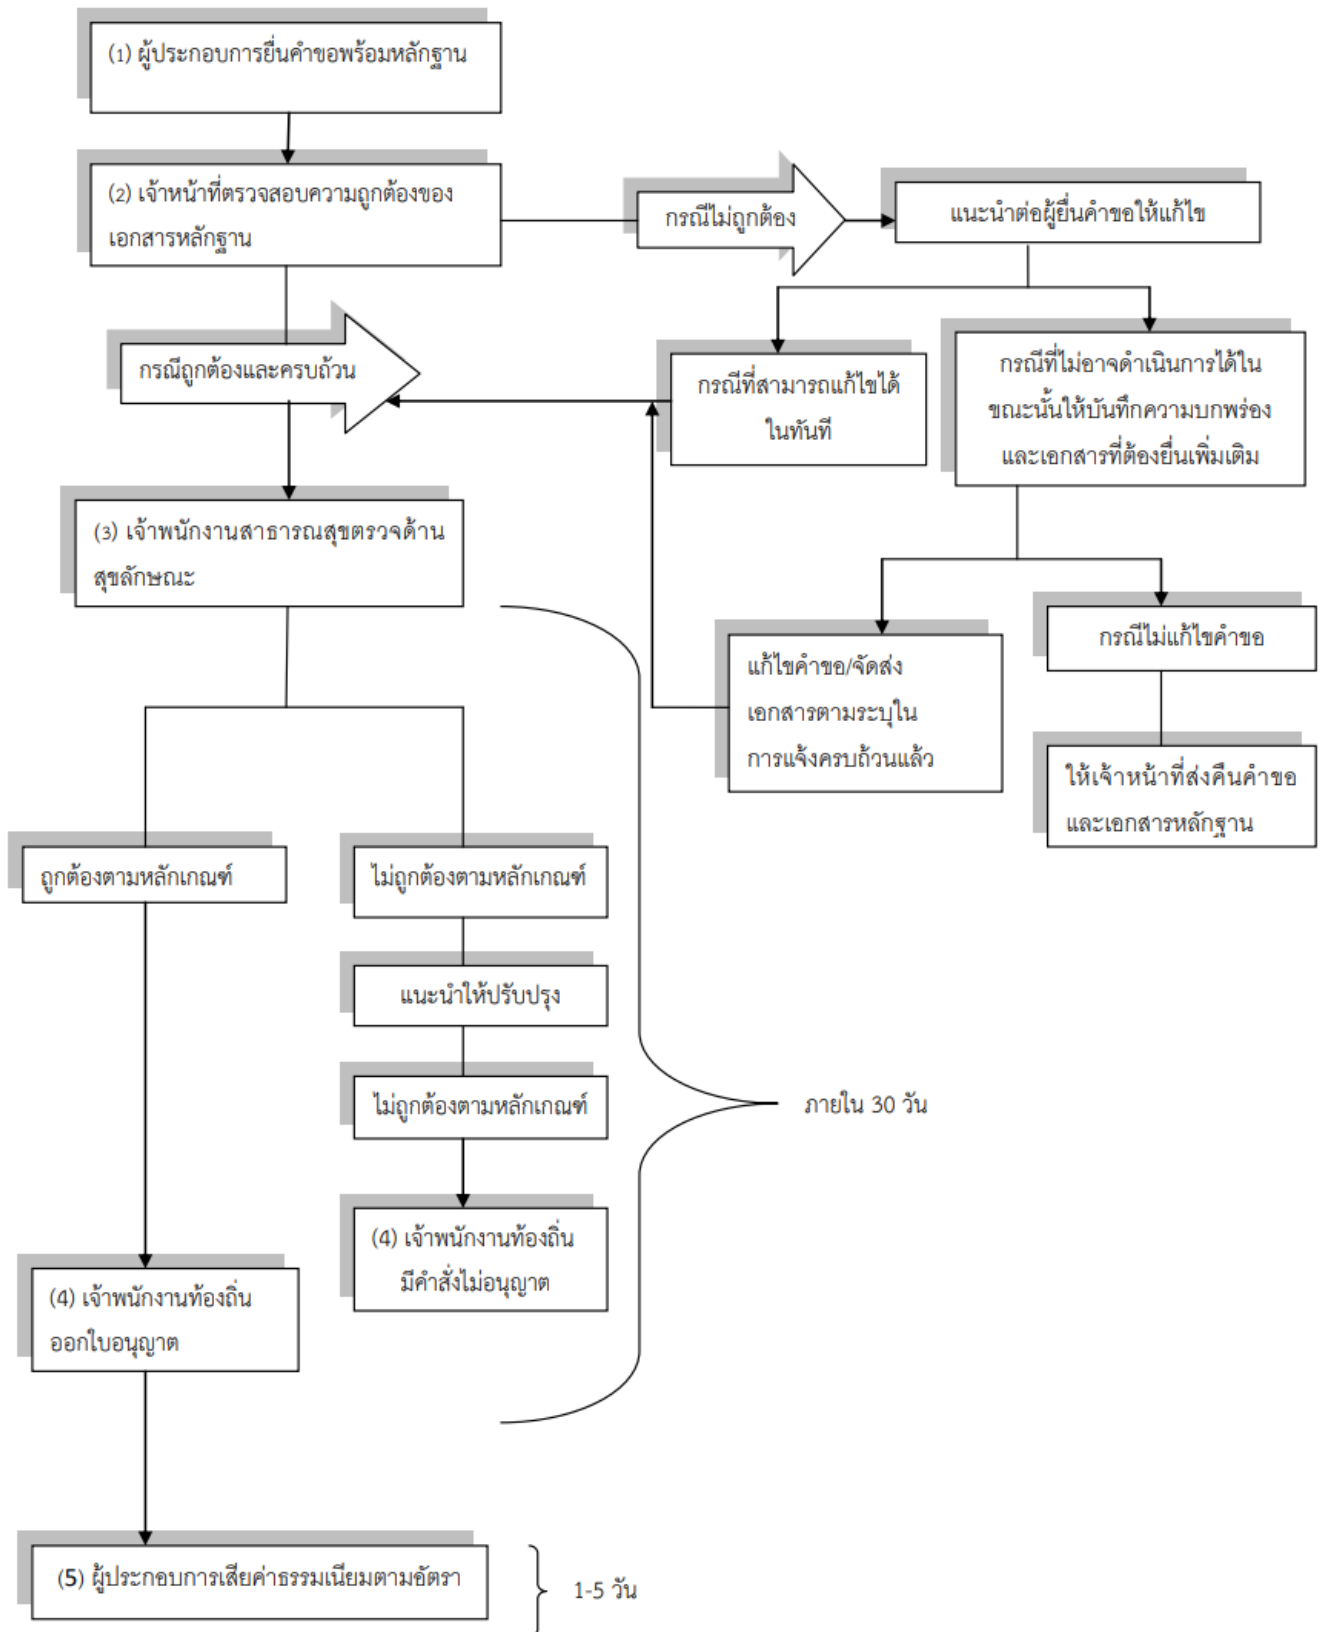 (1) ผู้ประกอบการยื่นคำขอพร้อมหลักฐาน
(2) เจ้าหน้าที่ตรวจสอบความถูกต้องของ
เอกสารหลักฐาน
กรณีไม่ถูกต้อง
แนะนำต่อผู้ยื่นคำขอให้แก้ไข
กรณีถูกต้องและครบถ้วน
กรณีที่สามารถแก้ไขได้
ในทันที
กรณีที่ไม่อาจดำเนินการได้ใน
ขณะนั้นให้บันทึกความบกพร่อง
และเอกสารที่ต้องยื่นเพิ่มเติม
(3) เจ้าพนักงานสาธารณสุขตรวจด้าน
สุขลักษณะ
แก้ไขคำขอ/จัดส่ง
เอกสารตามระบุใน
การแจ้งครบถ้วนแล้ว
กรณีไม่แก้ไขคำขอ
ให้เจ้าหน้าที่ส่งคืนคำขอ
และเอกสารหลักฐาน
ถูกต้องตามหลักเกณฑ์
ไม่ถูกต้องตามหลักเกณฑ์
แนะนำให้ปรับปรุง
ไม่ถูกต้องตามหลักเกณฑ์
ภายใน 30 วัน
(4) เจ้าพนักงานท้องถิ่น
มีคำสั่งไม่อนุญาต
(4) เจ้าพนักงานท้องถิ่น
ออกใบอนุญาต
(5) ผู้ประกอบการเสียค่าธรรมเนียมตามอัตรา
1-5 วัน